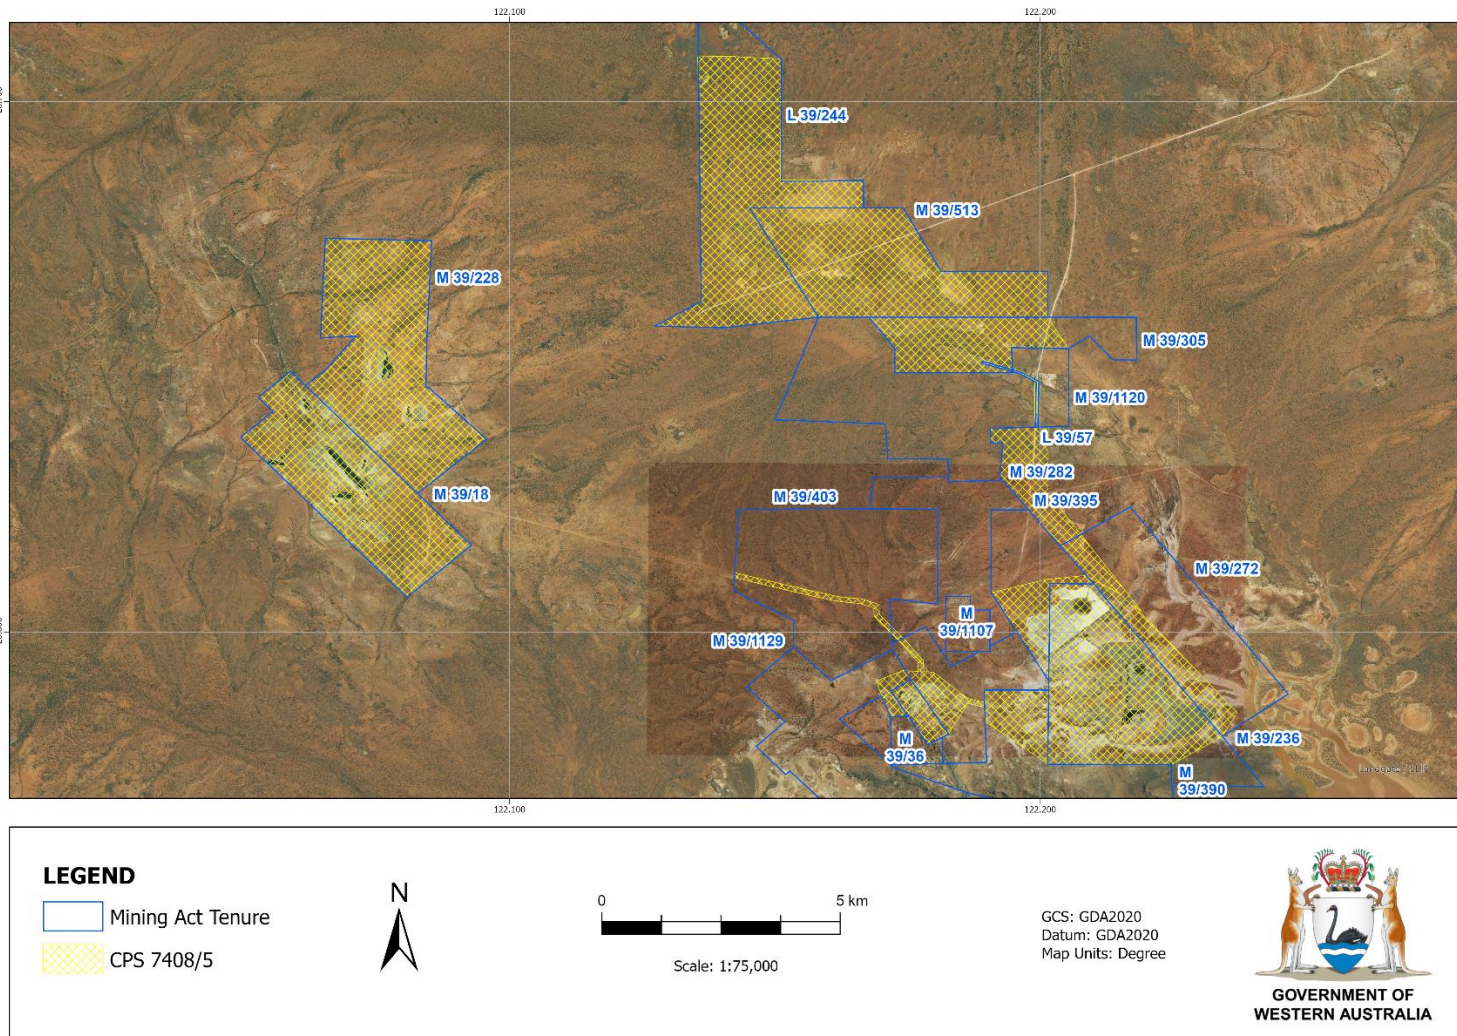 122.100
122.200
L 39/244
M 39/513
M 39/228
M 39/305
M 39/1120
L 39/57
M 39/282
M 39/18
M 39/403
M 39/395
M 39/272
M
39/1107
M 39/1129
M
39/36
M 39/236
M
39/390
122.100
122.200
LEGEND
Mining Act Tenure
CPS 7408/5
N
0
5 km
Scale: 1:75,000
GCS: GDA2020
Datum: GDA2020
Map Units: Degree
GOVERNMENT OF
WESTERN AUSTRALIA